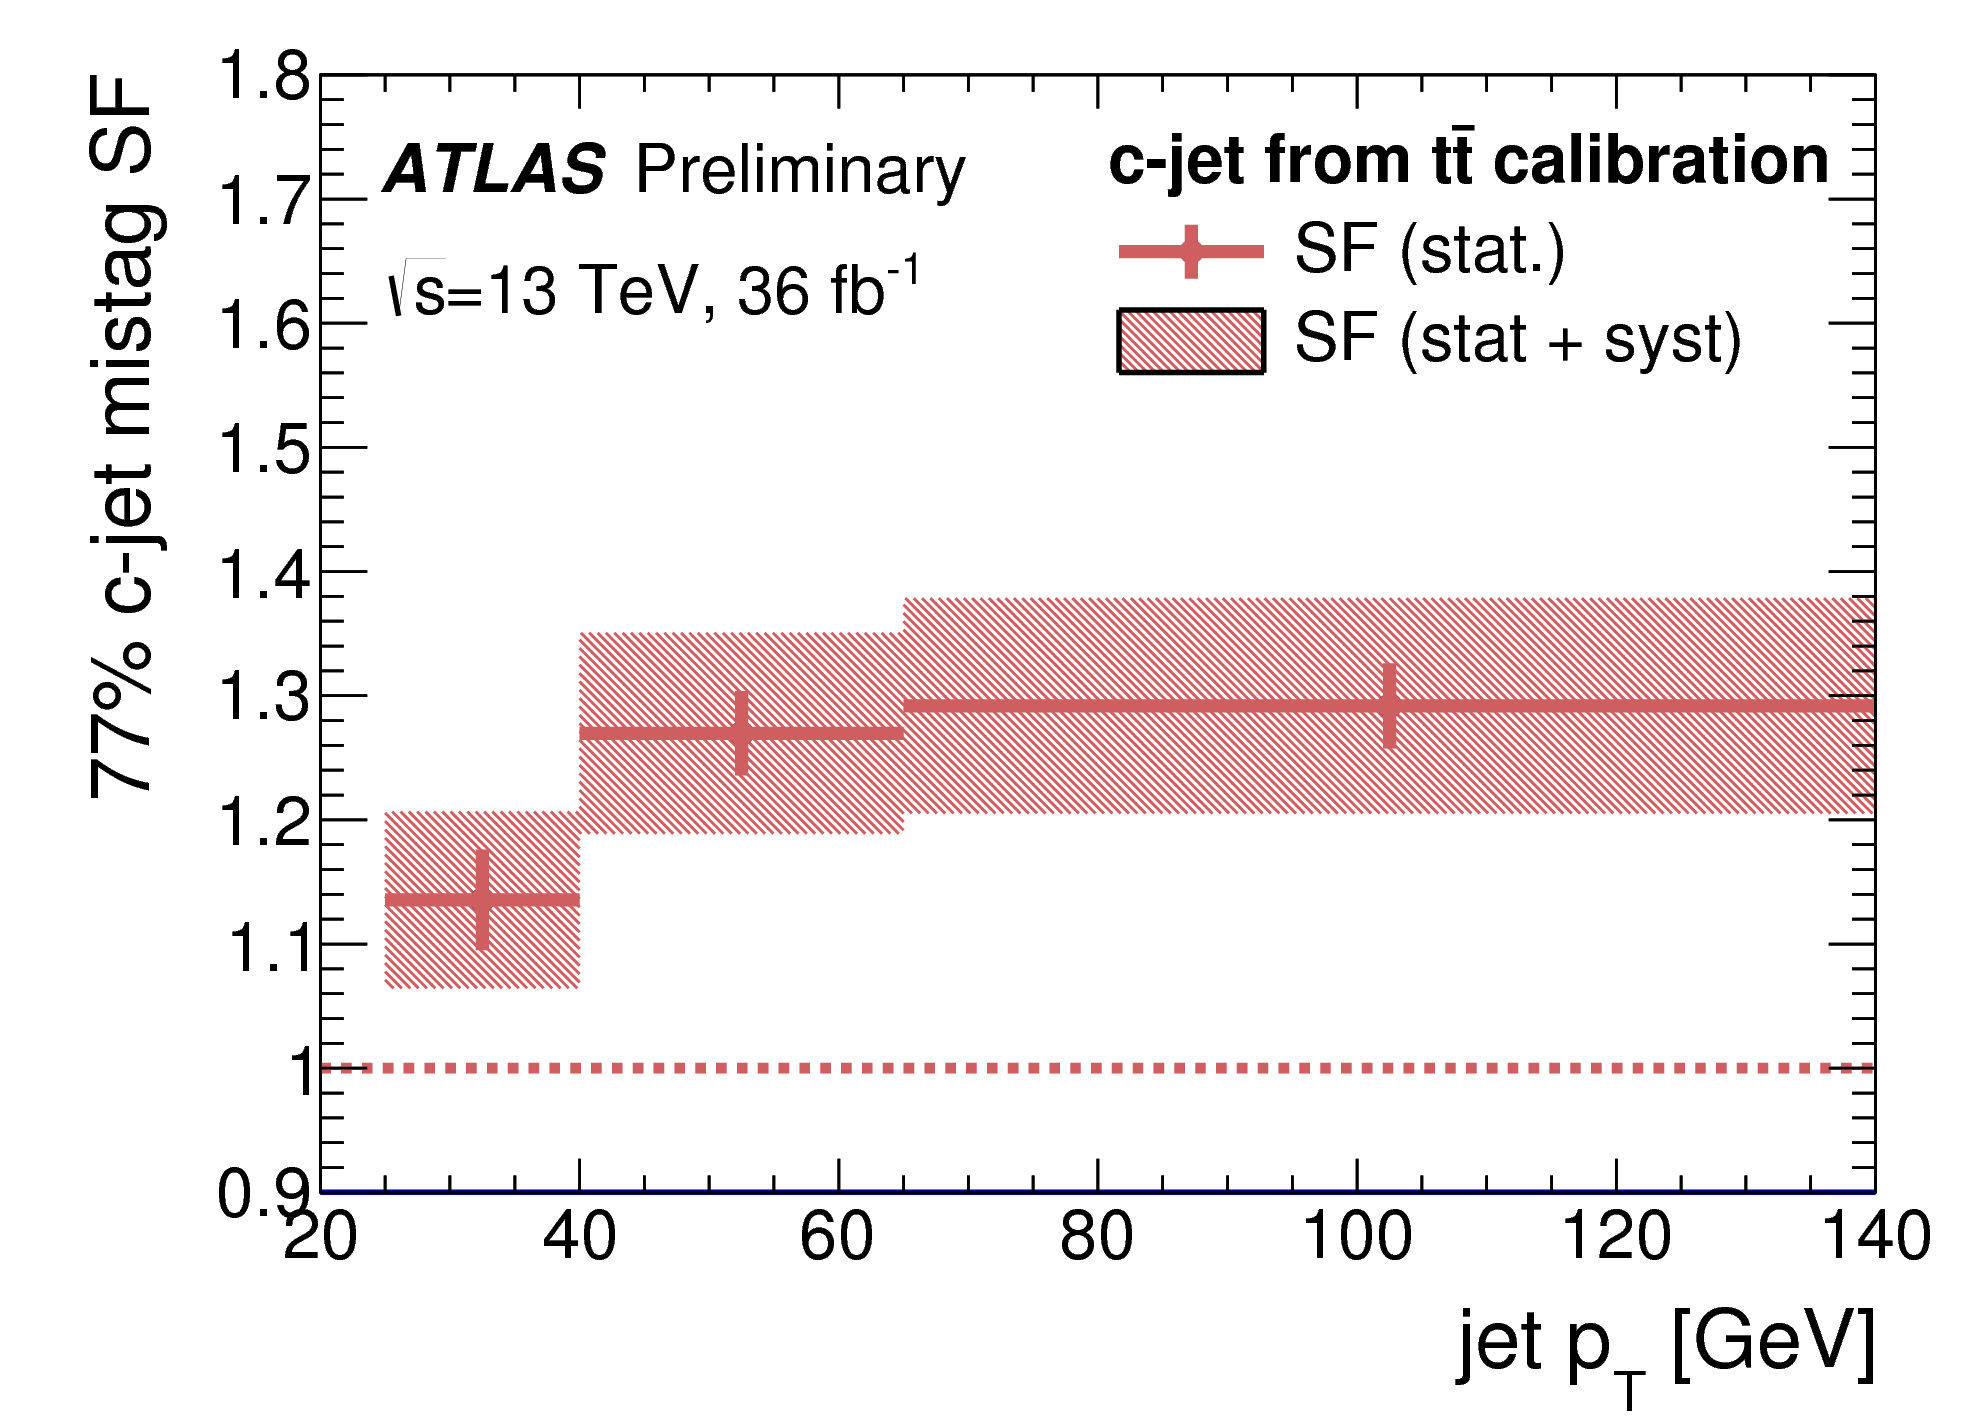 77% c-jet mistag SF
1.8
1.7
1.6
1.5
1.4
1.3
1.2
1.1
1
0.9
ATLAS Preliminary
√s=13 TeV, 36 fb⁻¹
c-jet from tt̄ calibration
SF (stat.)
SF (stat + syst)
20 40 60 80 100 120 140
jet p_T [GeV]